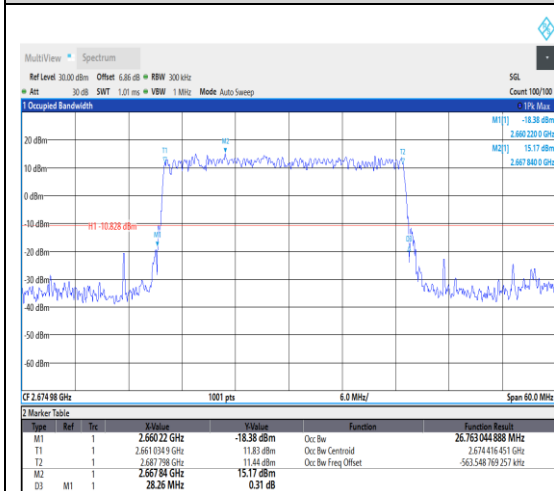 MultiView Spectrum
Ref Level 30.00 dBm Offset 6.86 dB RBW 300 kHz SGL
Att 30 dB SWT 1.01 ms VBW 1 MHz Mode Auto Sweep Count 100/100
1 Occupied Bandwidth 1Pk Max
M1[1] -18.38 dBm
2.660 220 0 GHz
M2[1] 15.17 dBm
2.667 840 0 GHz
20 dBm
M2
T1
T2
10 dBm
0 dBm
-10 dBm
H1 -10.828 dBm
M1
D3
-20 dBm
-30 dBm
-40 dBm
-50 dBm
-60 dBm
CF 2.674 98 GHz 1001 pts 6.0 MHz/ Span 60.0 MHz
2 Marker Table
Type Ref Trc X-Value Y-Value Function Function Result
M1 1 2.660 22 GHz -18.38 dBm Occ Bw 26.763 044 888 MHz
T1 1 2.661 034 9 GHz 11.83 dBm Occ Bw Centroid 2.674 416 451 GHz
T2 1 2.687 798 GHz 11.44 dBm Occ Bw Freq Offset -563.548 769 257 kHz
M2 1 2.667 84 GHz 15.17 dBm
D3 M1 1 28.26 MHz 0.31 dB